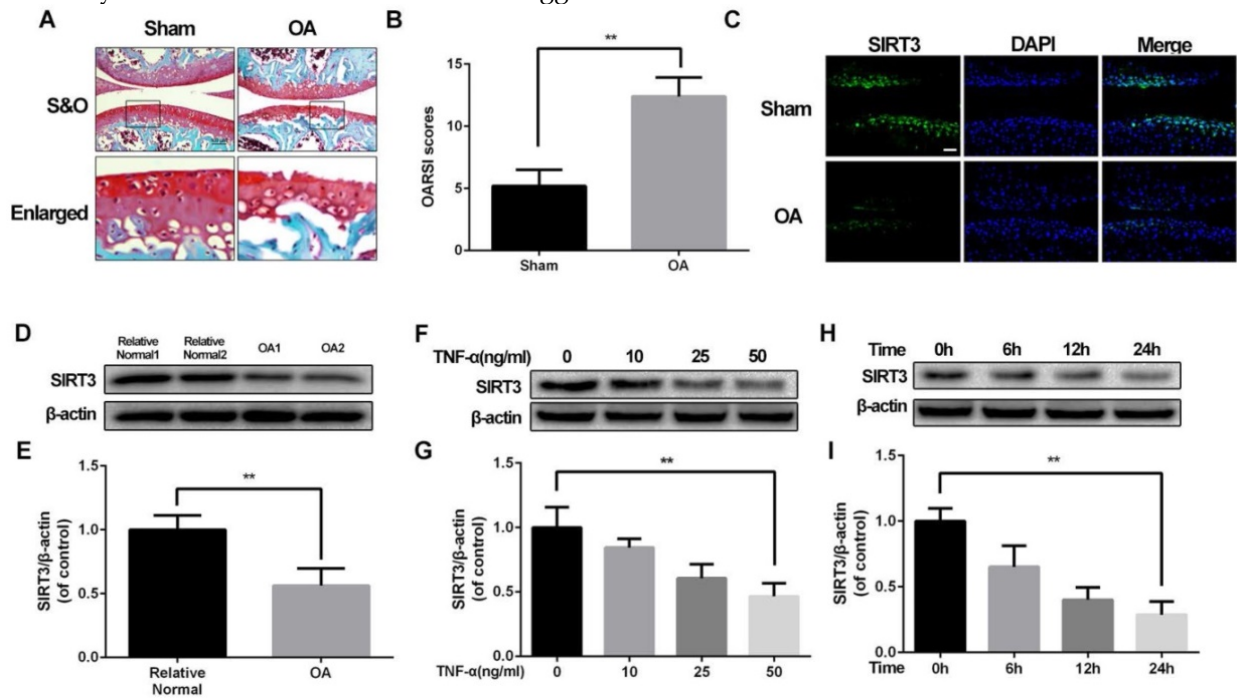 A
Sham
OA
S&O
Enlarged
B
**
OARSI scores
15
10
5
0
Sham
OA
C
SIRT3
DAPI
Merge
Sham
OA
D
Relative Normal1
Relative Normal2
OA1
OA2
SIRT3
β-actin
E
**
SIRT3/β-actin
(of control)
1.5
1.0
0.5
0.0
Relative
Normal
OA
F
TNF-α(ng/ml)
0
10
25
50
SIRT3
β-actin
G
**
SIRT3/β-actin
(of control)
1.5
1.0
0.5
0.0
TNF-α(ng/ml)
0
10
25
50
H
Time
0h
6h
12h
24h
SIRT3
β-actin
I
**
SIRT3/β-actin
(of control)
1.5
1.0
0.5
0.0
Time
0h
6h
12h
24h